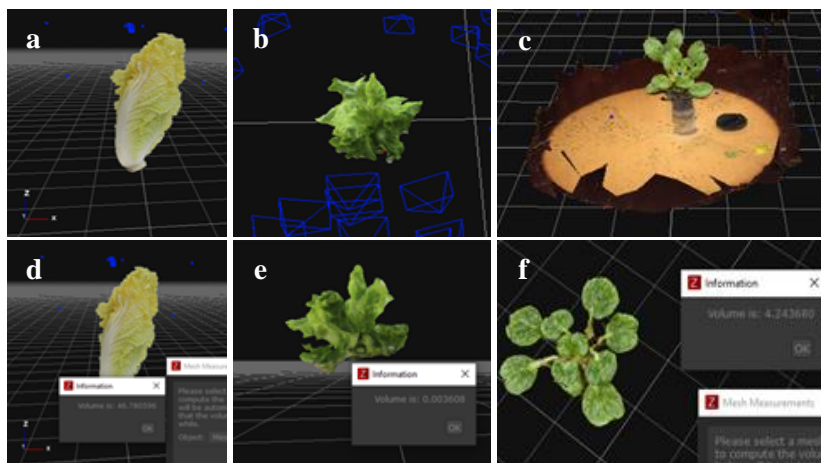 a
b
c
z
x
d
Mesh Measurem
Please select
compute the
will be autom
that the volu
while.
Object:
Z Information X
Volume is: 46.780596
OK
z
x
e
Z Information X
Volume is: 0.003608
OK
f
Z Information X
Volume is: 4.243680
OK
Z Mesh Measurements
Please select a mesh
to compute the volu